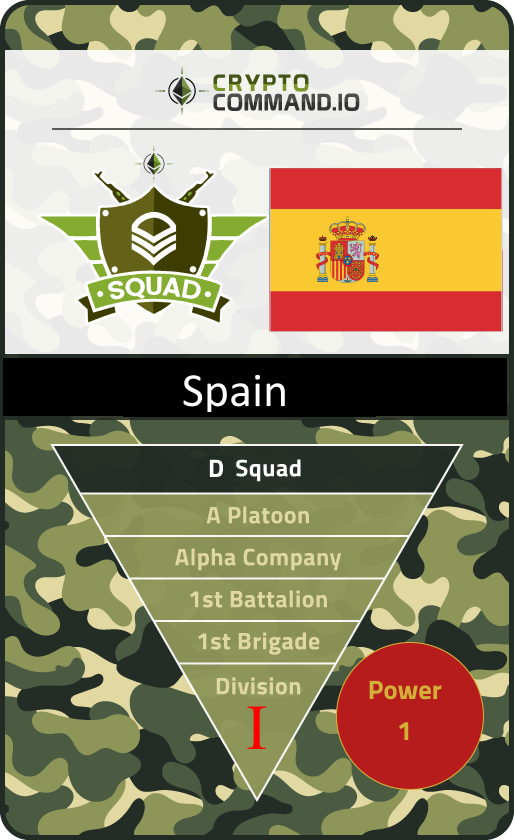 CRYPTO
COMMAND.IO
SQUAD
Spain
D Squad
A Platoon
Alpha Company
1st Battalion
1st Brigade
Division
I
Power
1